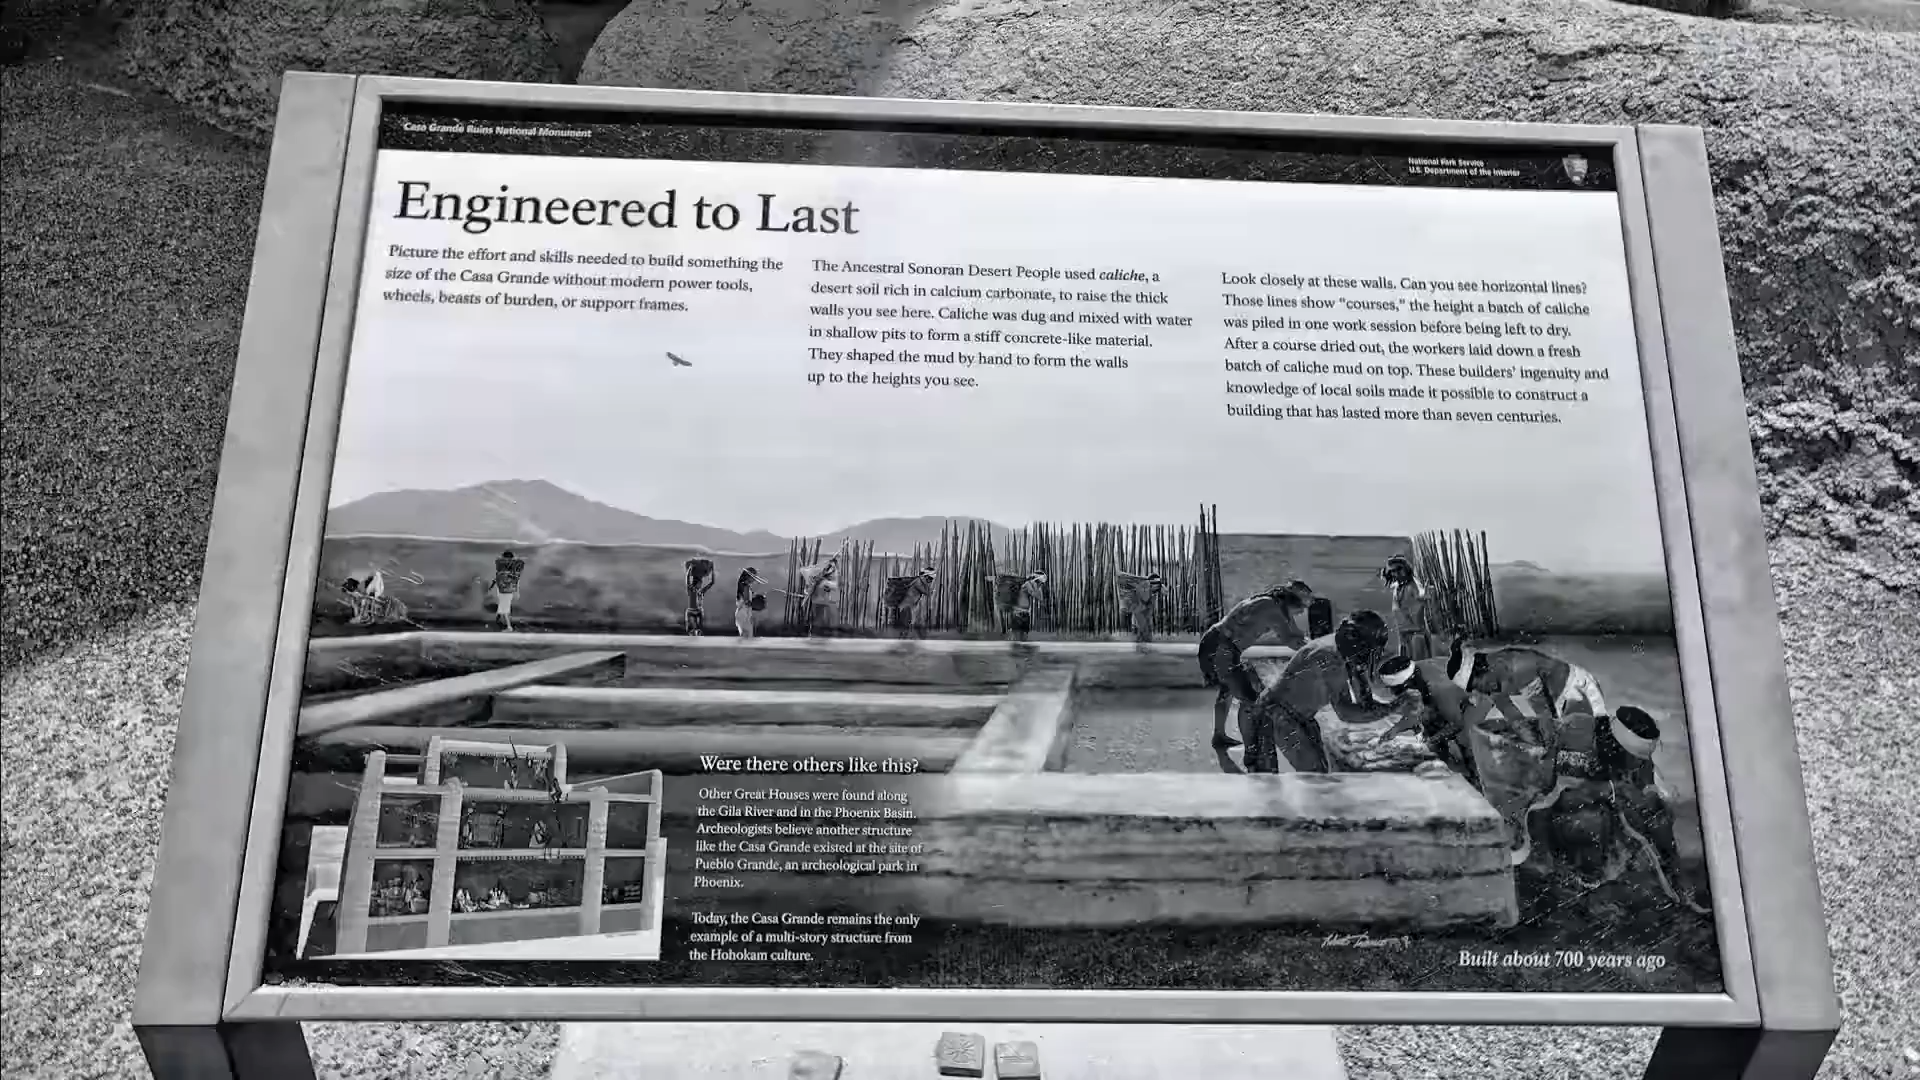 Casa Grande Ruins National Monument
National Park Service
U.S. Department of the Interior
Engineered to Last
Picture the effort and skills needed to build something the
size of the Casa Grande without modern power tools,
wheels, beasts of burden, or support frames.
The Ancestral Sonoran Desert People used caliche, a
desert soil rich in calcium carbonate, to raise the thick
walls you see here. Caliche was dug and mixed with water
in shallow pits to form a stiff concrete-like material.
They shaped the mud by hand to form the walls
up to the heights you see.
Look closely at these walls. Can you see horizontal lines?
Those lines show "courses," the height a batch of caliche
was piled in one work session before being left to dry.
After a course dried out, the workers laid down a fresh
batch of caliche mud on top. These builders' ingenuity and
knowledge of local soils made it possible to construct a
building that has lasted more than seven centuries.
Were there others like this?
Other Great Houses were found along
the Gila River and in the Phoenix Basin.
Archeologists believe another structure
like the Casa Grande existed at the site of
Pueblo Grande, an archeological park in
Phoenix.
Today, the Casa Grande remains the only
example of a multi-story structure from
the Hohokam culture.
Built about 700 years ago